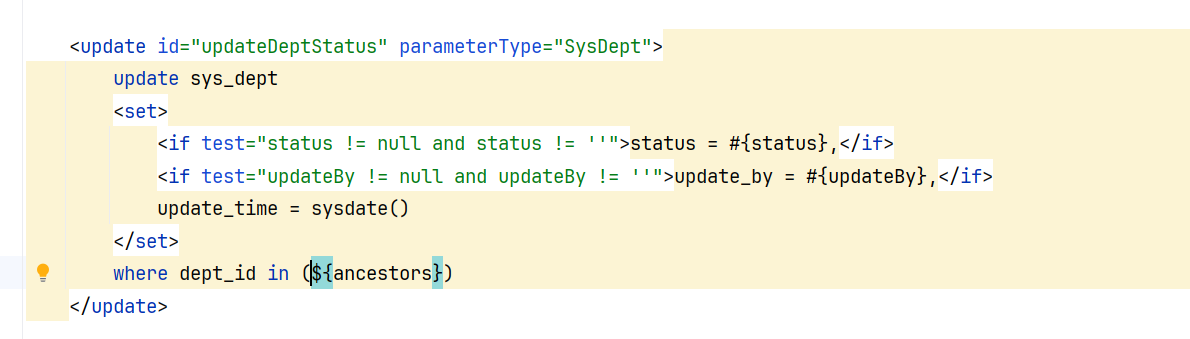 <update id="updateDeptStatus" parameterType="SysDept">
update sys_dept
<set>
<if test="status != null and status != ''">status = #{status},</if>
<if test="updateBy != null and updateBy != ''">update_by = #{updateBy},</if>
update_time = sysdate()
</set>
where dept_id in (${ancestors})
</update>